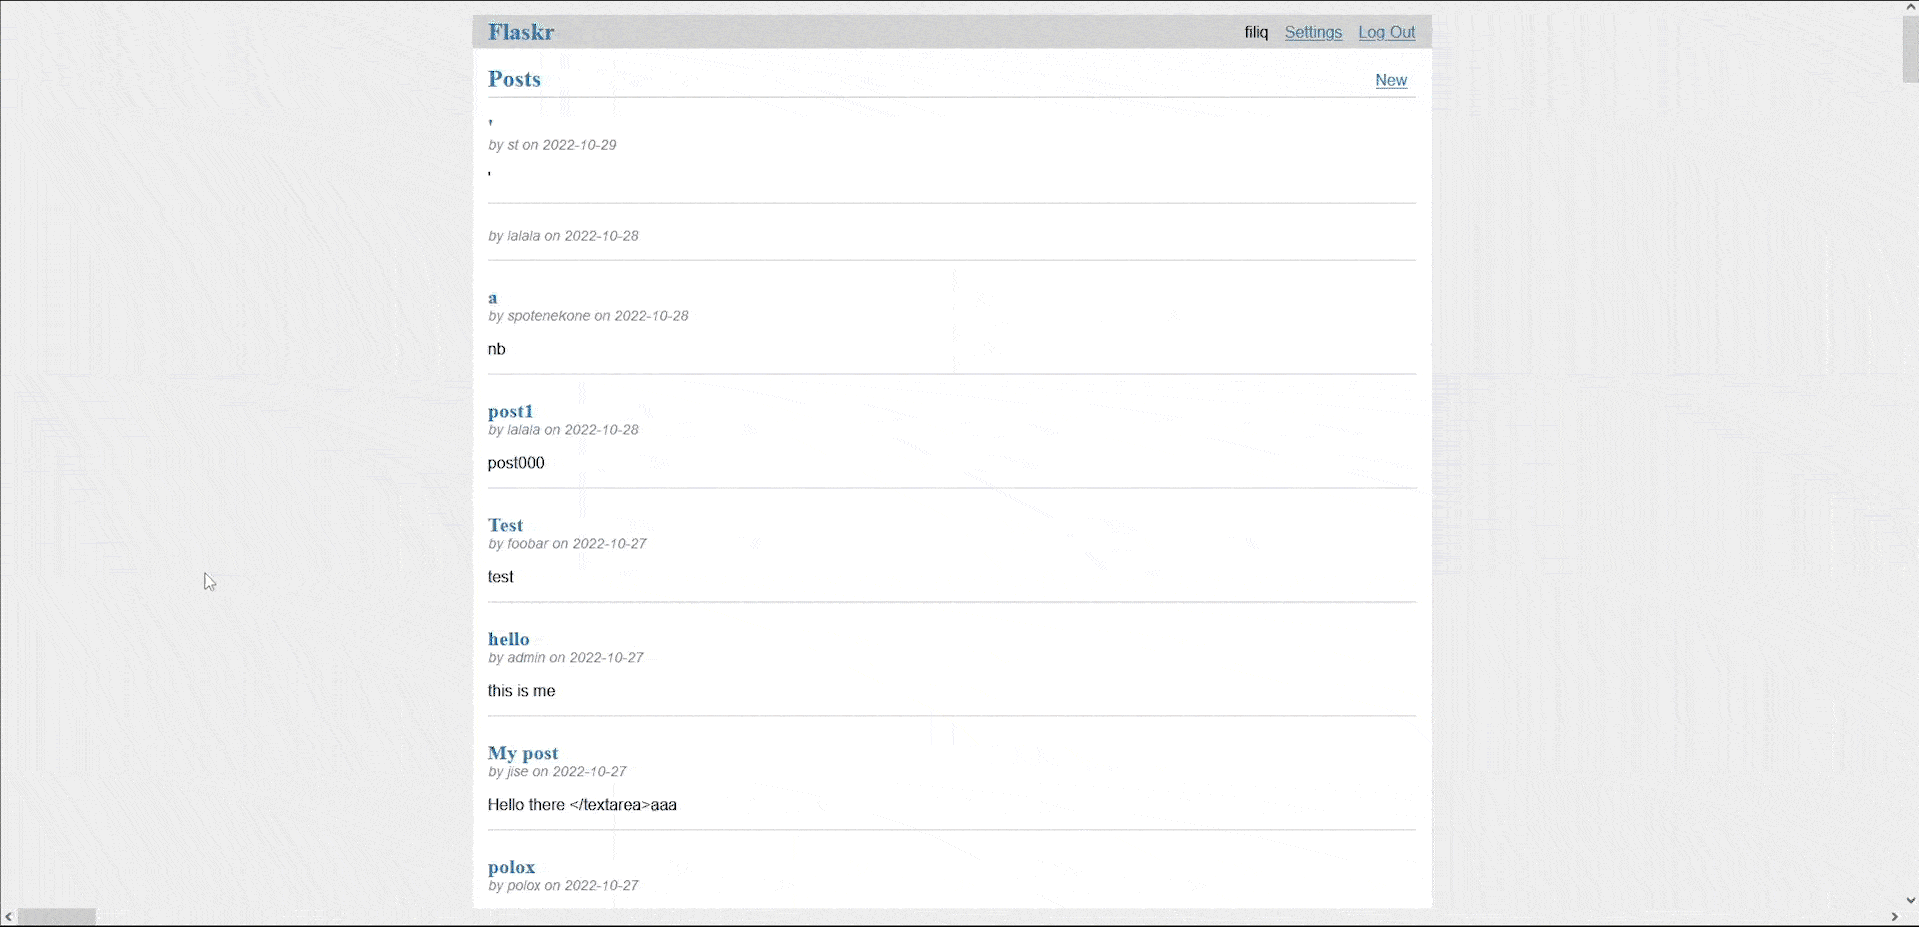 Flaskr filiq Settings Log Out
Posts New
'
by st on 2022-10-29
'
by lalala on 2022-10-28
a
by spotenekone on 2022-10-28
nb
post1
by lalala on 2022-10-28
post000
Test
by foobar on 2022-10-27
test
hello
by admin on 2022-10-27
this is me
My post
by jise on 2022-10-27
Hello there </textarea>aaa
polox
by polox on 2022-10-27